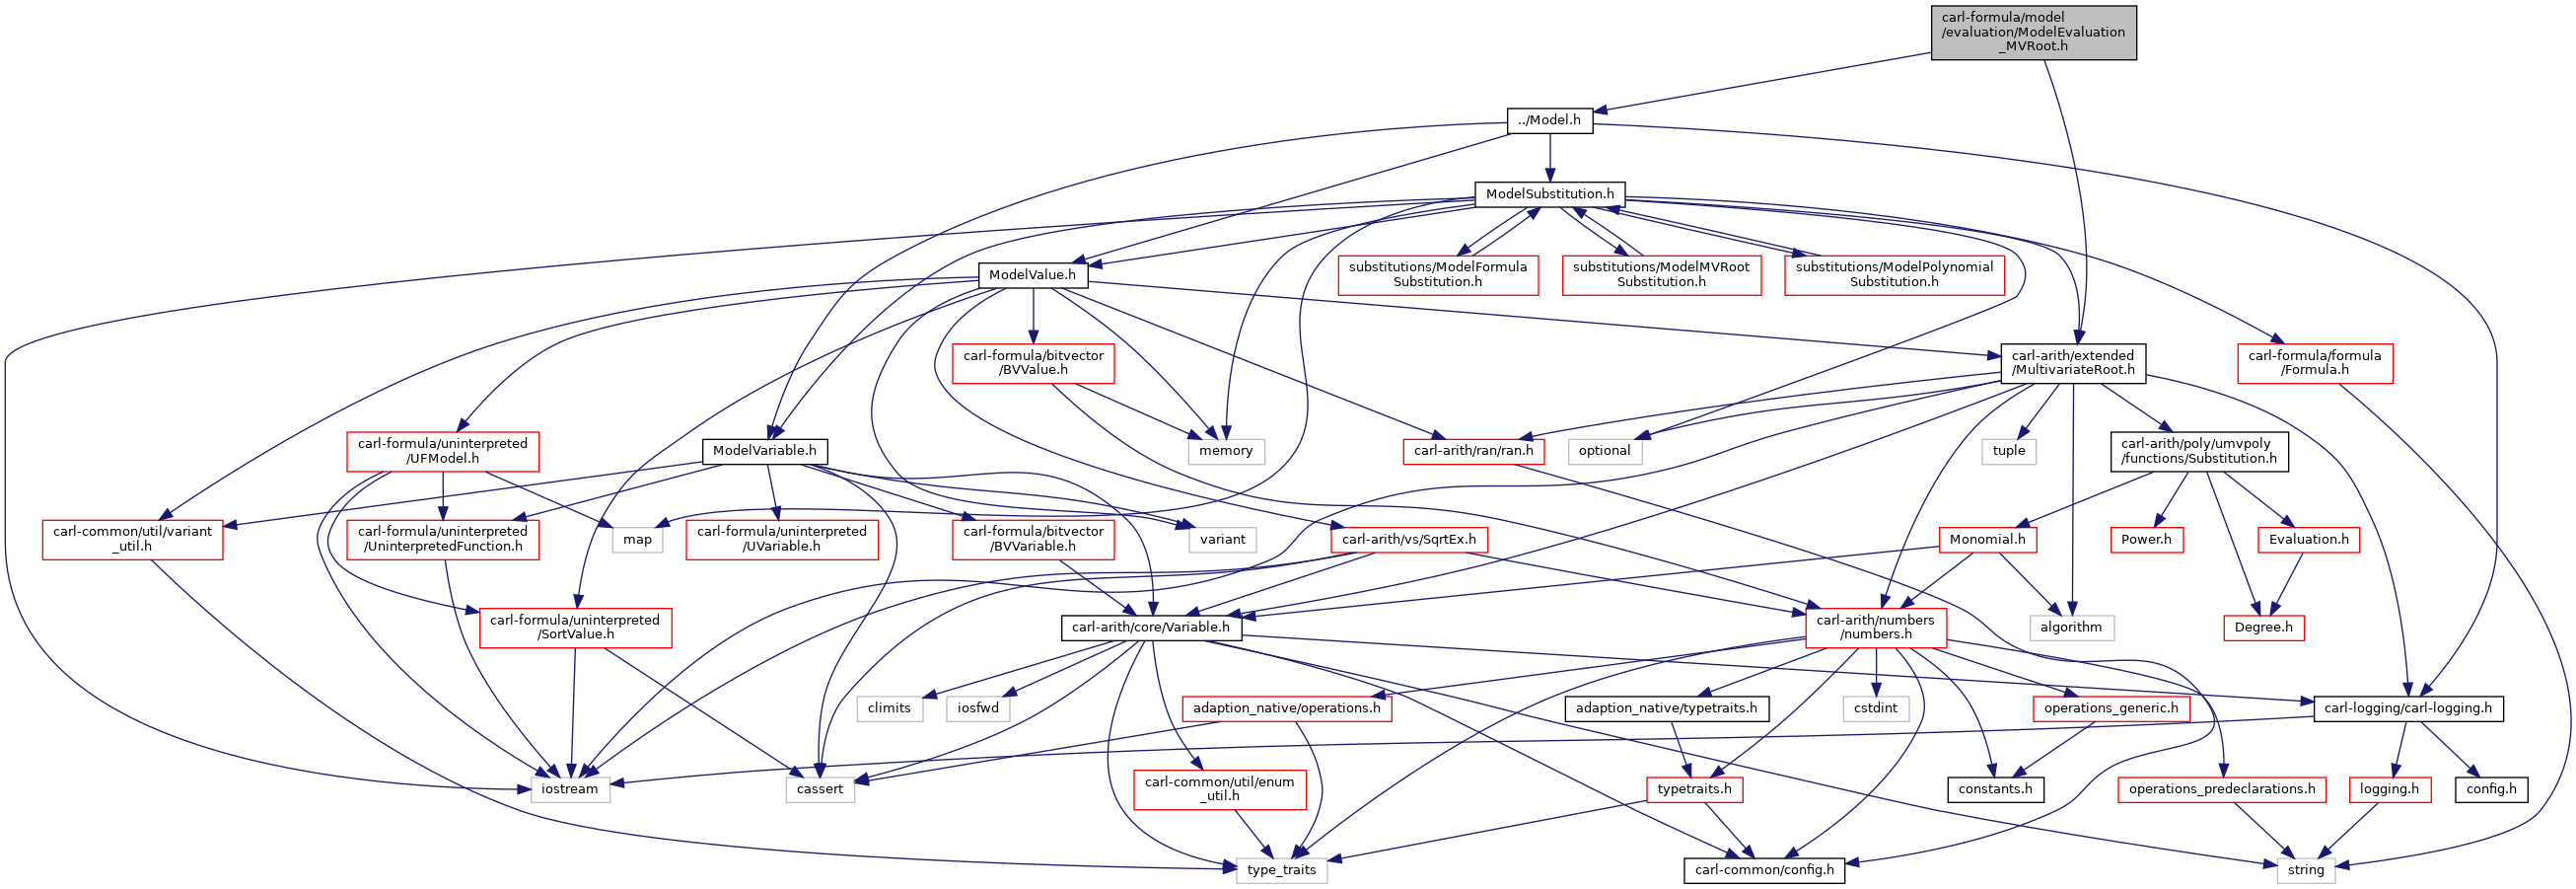 carl-formula/model
/evaluation/ModelEvaluation
_MVRoot.h
../Model.h
ModelSubstitution.h
ModelValue.h
substitutions/ModelFormula
Substitution.h
substitutions/ModelMVRoot
Substitution.h
substitutions/ModelPolynomial
Substitution.h
carl-formula/bitvector
/BVValue.h
carl-arith/extended
/MultivariateRoot.h
carl-formula/formula
/Formula.h
carl-formula/uninterpreted
/UFModel.h
ModelVariable.h
memory
carl-arith/ran/ran.h
optional
tuple
carl-arith/poly/umvpoly
/functions/Substitution.h
carl-common/util/variant
_util.h
carl-formula/uninterpreted
/UninterpretedFunction.h
map
carl-formula/uninterpreted
/UVariable.h
carl-formula/bitvector
/BVVariable.h
variant
carl-arith/vs/SqrtEx.h
Monomial.h
Power.h
Evaluation.h
carl-formula/uninterpreted
/SortValue.h
carl-arith/core/Variable.h
carl-arith/numbers
/numbers.h
algorithm
Degree.h
climits
iosfwd
adaption_native/operations.h
adaption_native/typetraits.h
cstdint
operations_generic.h
carl-logging/carl-logging.h
iostream
cassert
carl-common/util/enum
_util.h
typetraits.h
constants.h
operations_predeclarations.h
logging.h
config.h
type_traits
carl-common/config.h
string